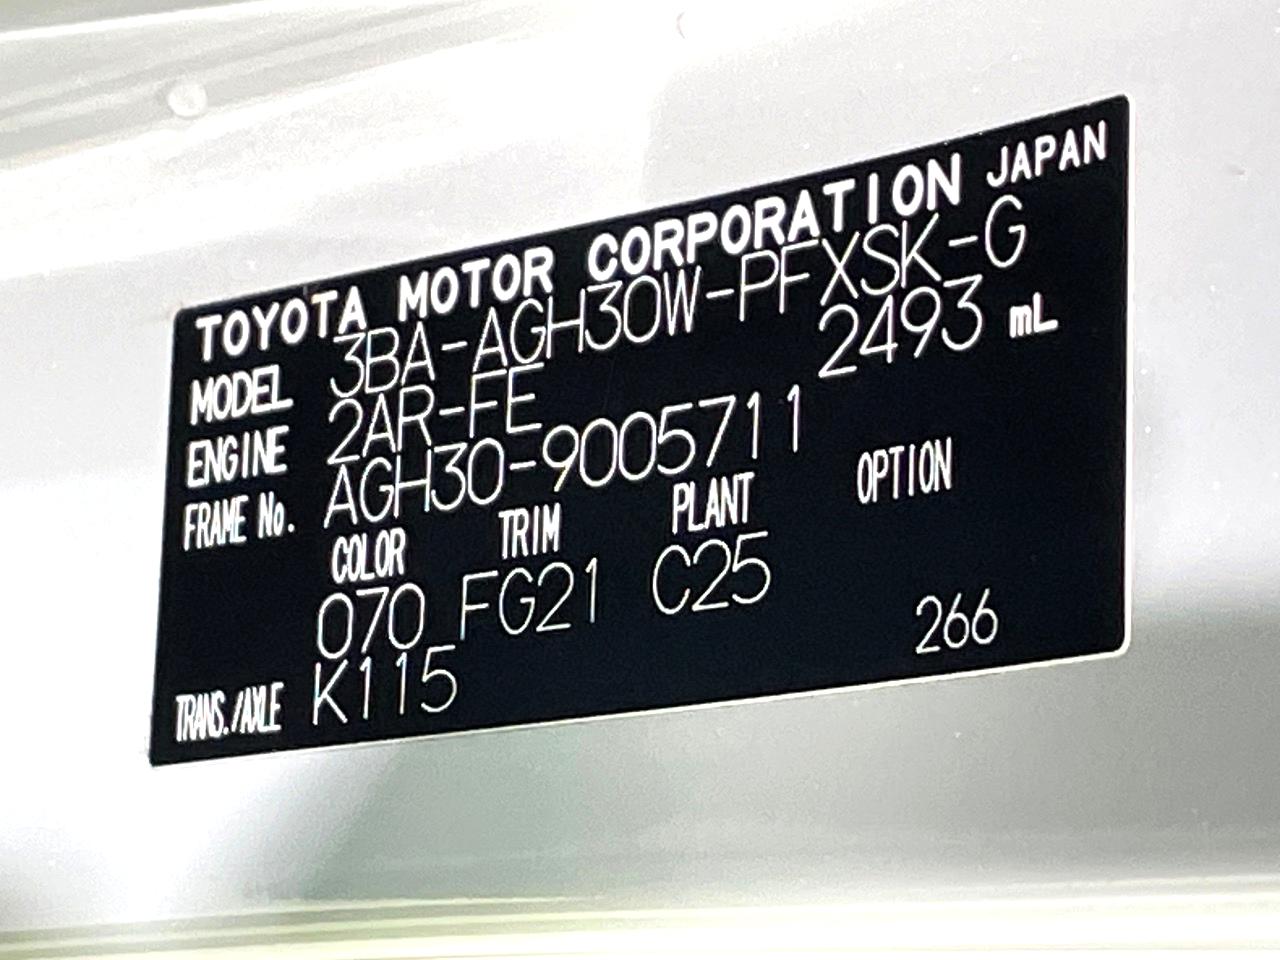 TOYOTA MOTOR CORPORATION JAPAN
MODEL 3BA-AGH30W-PFXSK-G
ENGINE 2AR-FE 2493 mL
FRAME No. AGH30-9005711
COLOR TRIM PLANT OPTION
070 FG21 C25
TRANS./AXLE K115 266